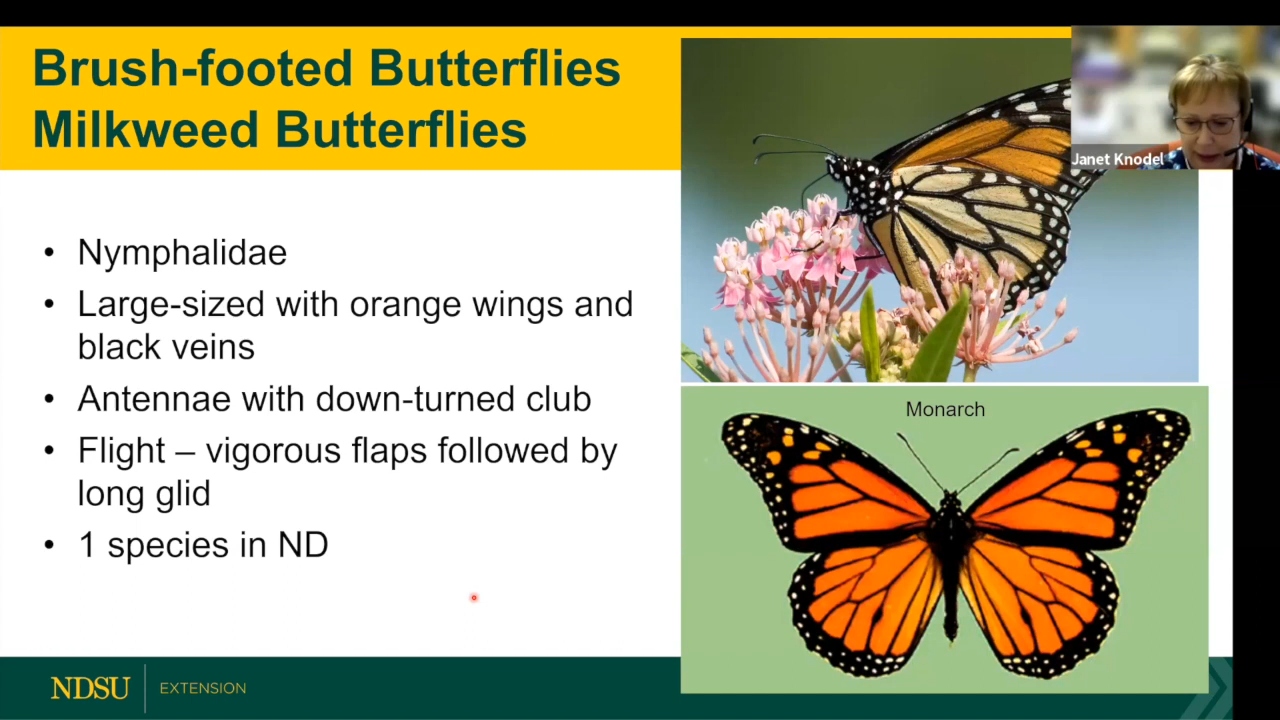 Brush-footed Butterflies
Milkweed Butterflies
• Nymphalidae
• Large-sized with orange wings and
black veins
• Antennae with down-turned club
• Flight – vigorous flaps followed by
long glid
• 1 species in ND
Janet Knodel
Monarch
NDSU EXTENSION